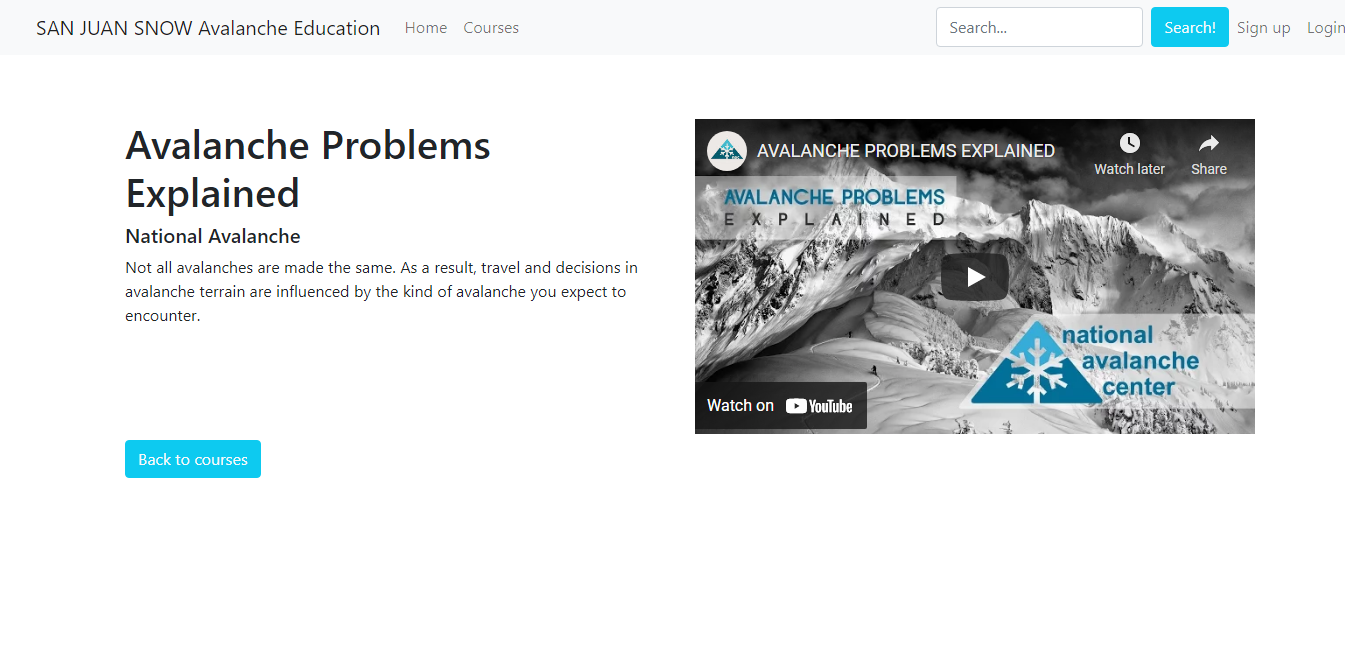 SAN JUAN SNOW Avalanche Education Home Courses Search... Search! Sign up Login
Avalanche Problems
Explained
National Avalanche
Not all avalanches are made the same. As a result, travel and decisions in
avalanche terrain are influenced by the kind of avalanche you expect to
encounter.
Back to courses
AVALANCHE PROBLEMS EXPLAINED
Watch later Share
AVALANCHE PROBLEMS
EXPLAINED
national
avalanche
center
Watch on YouTube